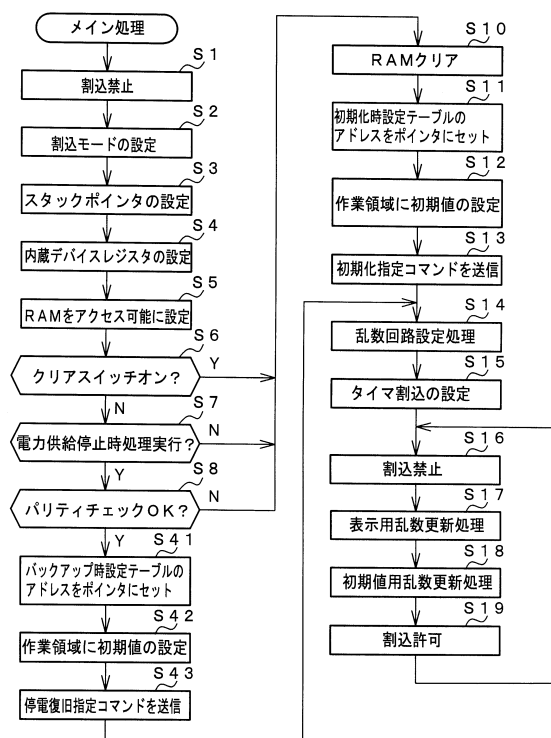 メイン処理
S1
割込禁止
S2
割込モードの設定
S3
スタックポインタの設定
S4
内蔵デバイスレジスタの設定
S5
RAMをアクセス可能に設定
S6
クリアスイッチオン?
Y
N
S7
電力供給停止時処理実行?
N
Y
S8
パリティチェックOK?
N
Y
S41
バックアップ時設定テーブルの
アドレスをポインタにセット
S42
作業領域に初期値の設定
S43
停電復旧指定コマンドを送信
S10
RAMクリア
S11
初期化時設定テーブルの
アドレスをポインタにセット
S12
作業領域に初期値の設定
S13
初期化指定コマンドを送信
S14
乱数回路設定処理
S15
タイマ割込の設定
S16
割込禁止
S17
表示用乱数更新処理
S18
初期値用乱数更新処理
S19
割込許可